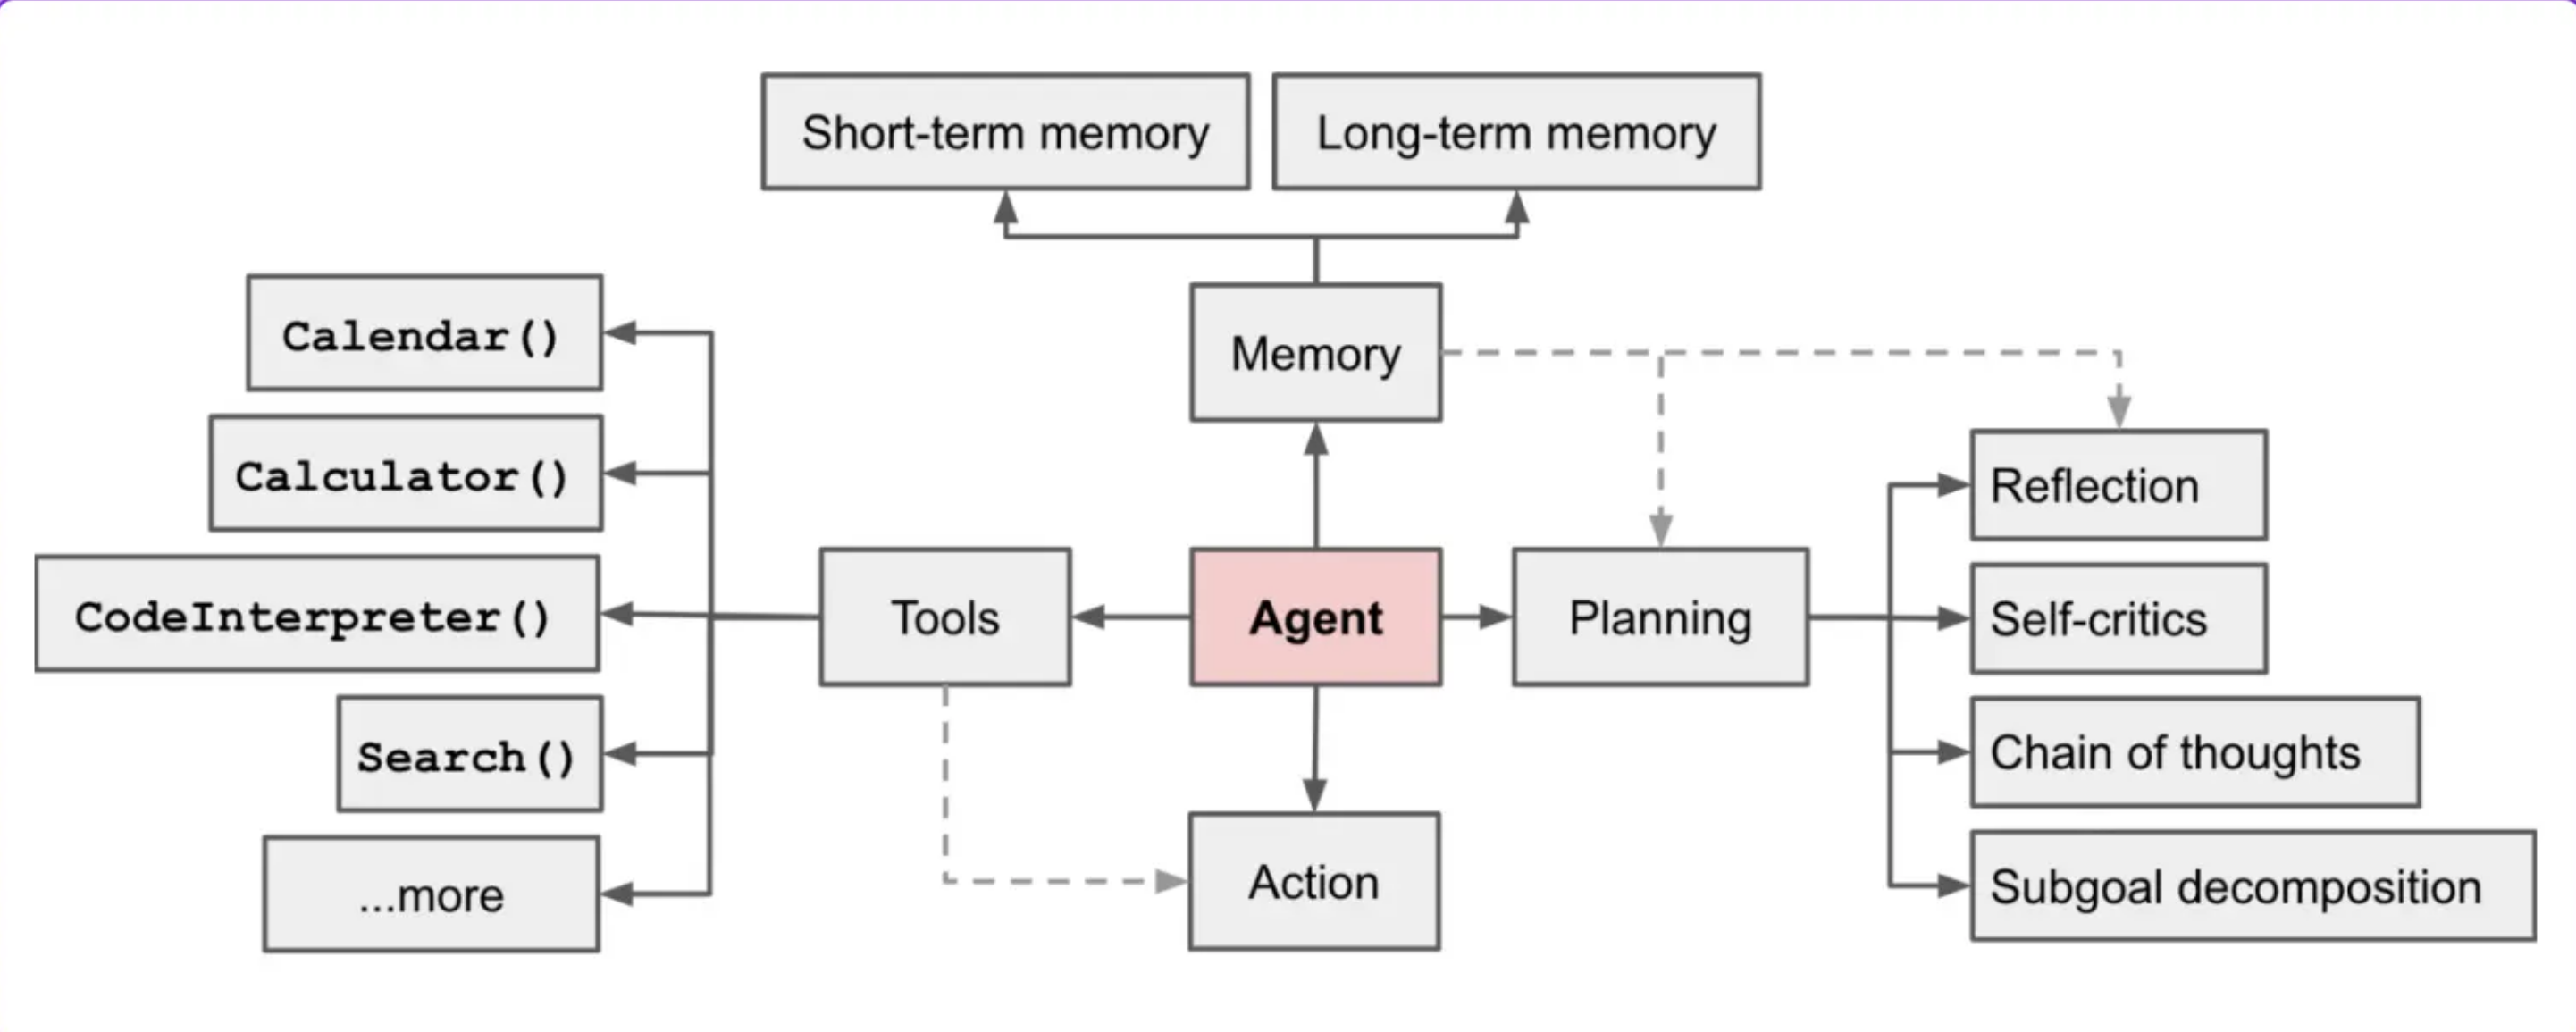 Short-term memory
Long-term memory
Calendar()
Memory
Calculator()
Reflection
CodeInterpreter()
Tools
Agent
Planning
Self-critics
Search()
Chain of thoughts
...more
Action
Subgoal decomposition